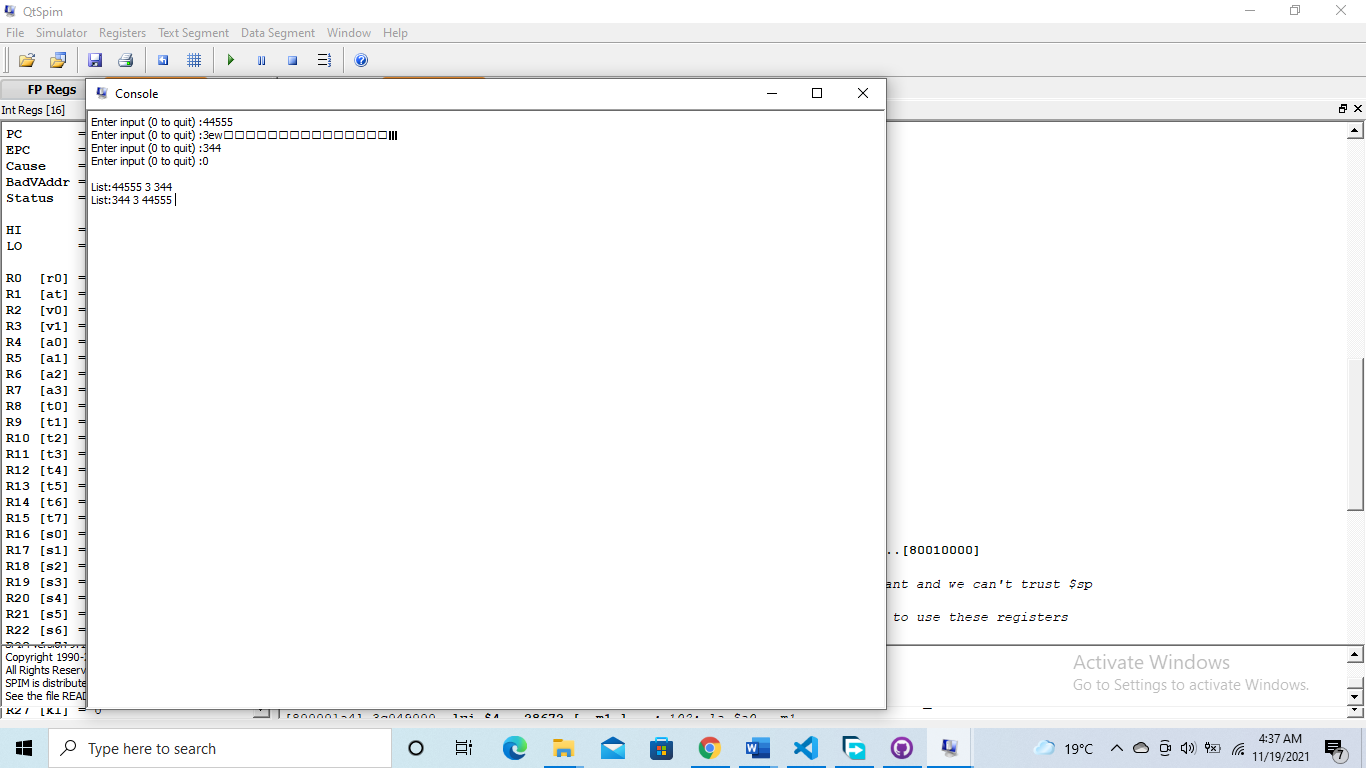 QtSpim
File Simulator Registers Text Segment Data Segment Window Help
FP Regs
Int Regs [16]
PC =
EPC =
Cause =
BadVAddr =
Status =
HI =
LO =
R0 [r0] =
R1 [at] =
R2 [v0] =
R3 [v1] =
R4 [a0] =
R5 [a1] =
R6 [a2] =
R7 [a3] =
R8 [t0] =
R9 [t1] =
R10 [t2] =
R11 [t3] =
R12 [t4] =
R13 [t5] =
R14 [t6] =
R15 [t7] =
R16 [s0] =
R17 [s1] =
R18 [s2] =
R19 [s3] =
R20 [s4] =
R21 [s5] =
R22 [s6] =
Console
Enter input (0 to quit) :44555
Enter input (0 to quit) :3ew□□□□□□□□□□□□□□□
Enter input (0 to quit) :344
Enter input (0 to quit) :0
List:44555 3 344
List:344 3 44555
..[80010000]
ant and we can't trust $sp
to use these registers
Copyright 1990-
All Rights Reserv
SPIM is distribute
See the file READ
R27 [k1] = 0
Activate Windows
Go to Settings to activate Windows.
Type here to search
19°C
4:37 AM
11/19/2021
7